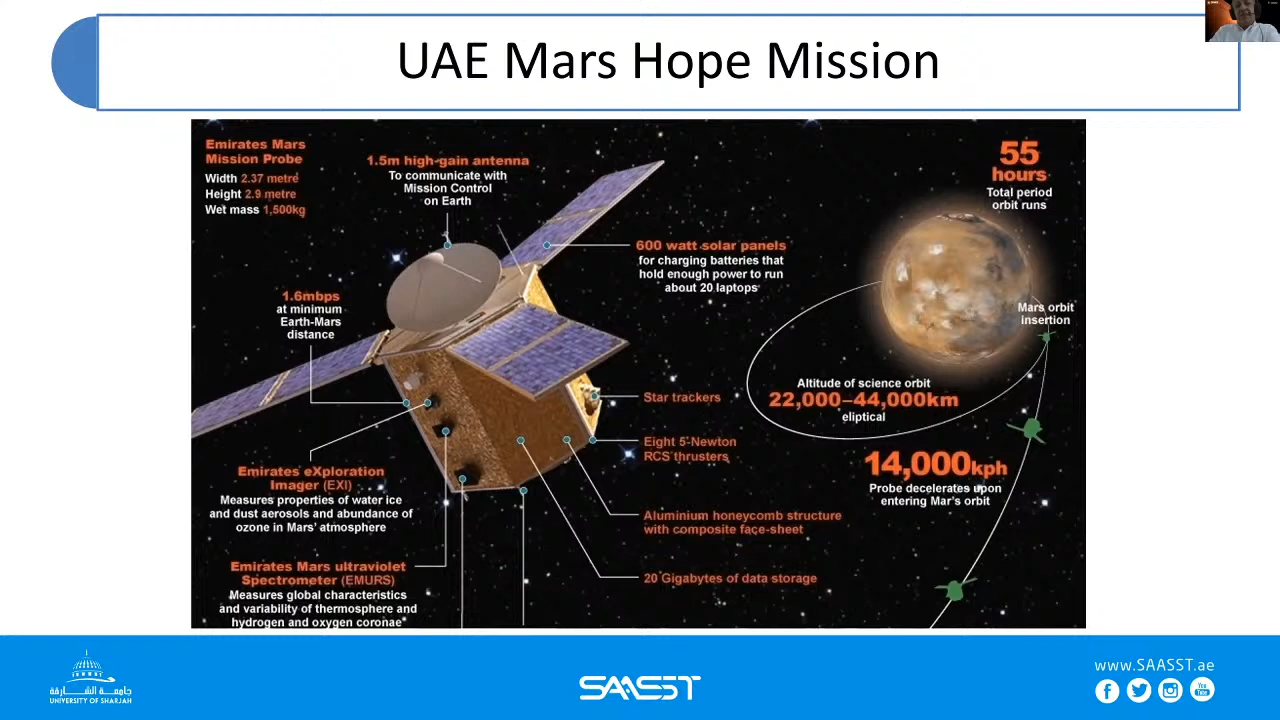 UAE Mars Hope Mission
Emirates Mars
Mission Probe
Width 2.37 metre
Height 2.9 metre
Wet mass 1,500kg
1.5m high-gain antenna
To communicate with
Mission Control
on Earth
55
hours
Total period
orbit runs
600 watt solar panels
for charging batteries that
hold enough power to run
about 20 laptops
1.6mbps
at minimum
Earth-Mars
distance
Mars orbit
insertion
Altitude of science orbit
22,000–44,000km
eliptical
Star trackers
Eight 5-Newton
RCS thrusters
14,000kph
Probe decelerates upon
entering Mar's orbit
Emirates eXploration
Imager (EXI)
Measures properties of water ice
and dust aerosols and abundance of
ozone in Mars' atmosphere
Aluminium honeycomb structure
with composite face-sheet
Emirates Mars ultraviolet
Spectrometer (EMURS)
Measures global characteristics
and variability of thermosphere and
hydrogen and oxygen coronae
20 Gigabytes of data storage
جامعة الشارقة
UNIVERSITY OF SHARJAH
SAASST
www.SAASST.ae
You
Tube